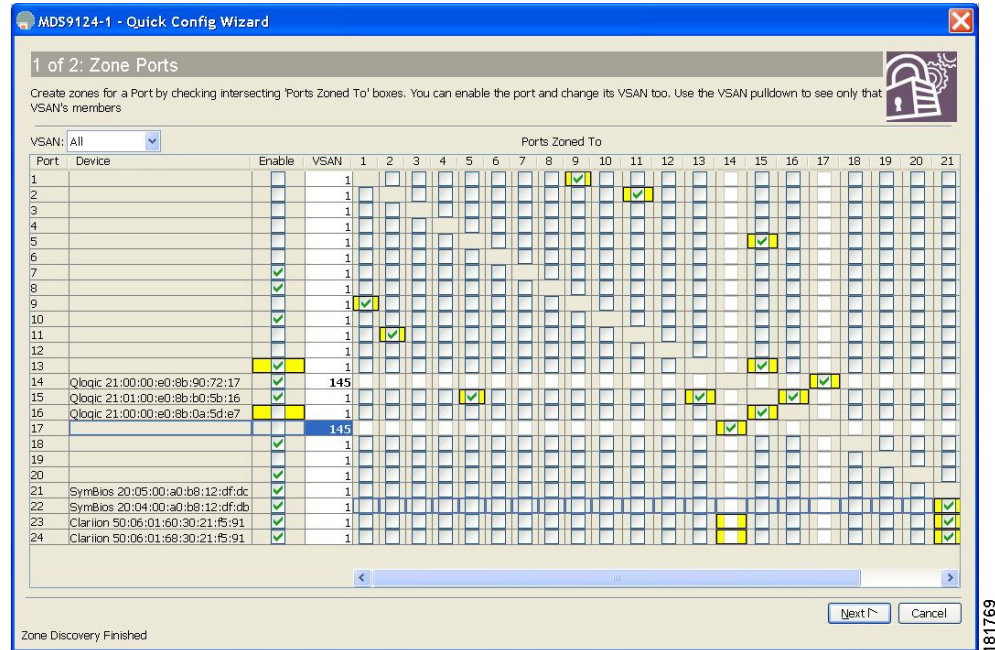 MDS9124-1 - Quick Config Wizard
1 of 2: Zone Ports
Create zones for a Port by checking intersecting 'Ports Zoned To' boxes. You can enable the port and change its VSAN too. Use the VSAN pulldown to see only that
VSAN's members
VSAN: All
Ports Zoned To
Port Device Enable VSAN 1 2 3 4 5 6 7 8 9 10 11 12 13 14 15 16 17 18 19 20 21
1 1
2 1
3 1
4 1
5 1
6 1
7 1
8 1
9 1
10 1
11 1
12 1
13 1
14 Qlogic 21:00:00:e0:8b:90:72:17 145
15 Qlogic 21:01:00:e0:8b:b0:5b:16 1
16 Qlogic 21:00:00:e0:8b:0a:5d:e7 1
17 145
18 1
19 1
20 1
21 SymBios 20:05:00:a0:b8:12:df:dc 1
22 SymBios 20:04:00:a0:b8:12:df:db 1
23 Clariion 50:06:01:60:30:21:f5:91 1
24 Clariion 50:06:01:68:30:21:f5:91 1
Next Cancel
Zone Discovery Finished
181769